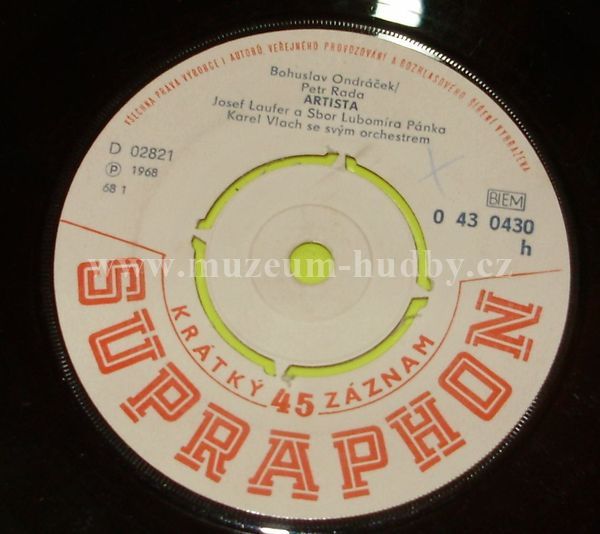 VŠECHNA PRÁVA VÝROBCE I AUTORŮ VEŘEJNÉHO PROVOZOVÁNÍ A ROZHLASOVÉHO ŠÍŘENÍ VYHRAŽENA
Bohuslav Ondráček/
Petr Rada
ARTISTA
Josef Laufer a Sbor Lubomíra Pánka
Karel Vlach se svým orchestrem
D 02821
Ⓟ 1968
68 1
BIEM
0 43 0430
h
www.muzeum-hudby.cz
KRÁTKÝ 45 ZÁZNAM
SUPRAPHON